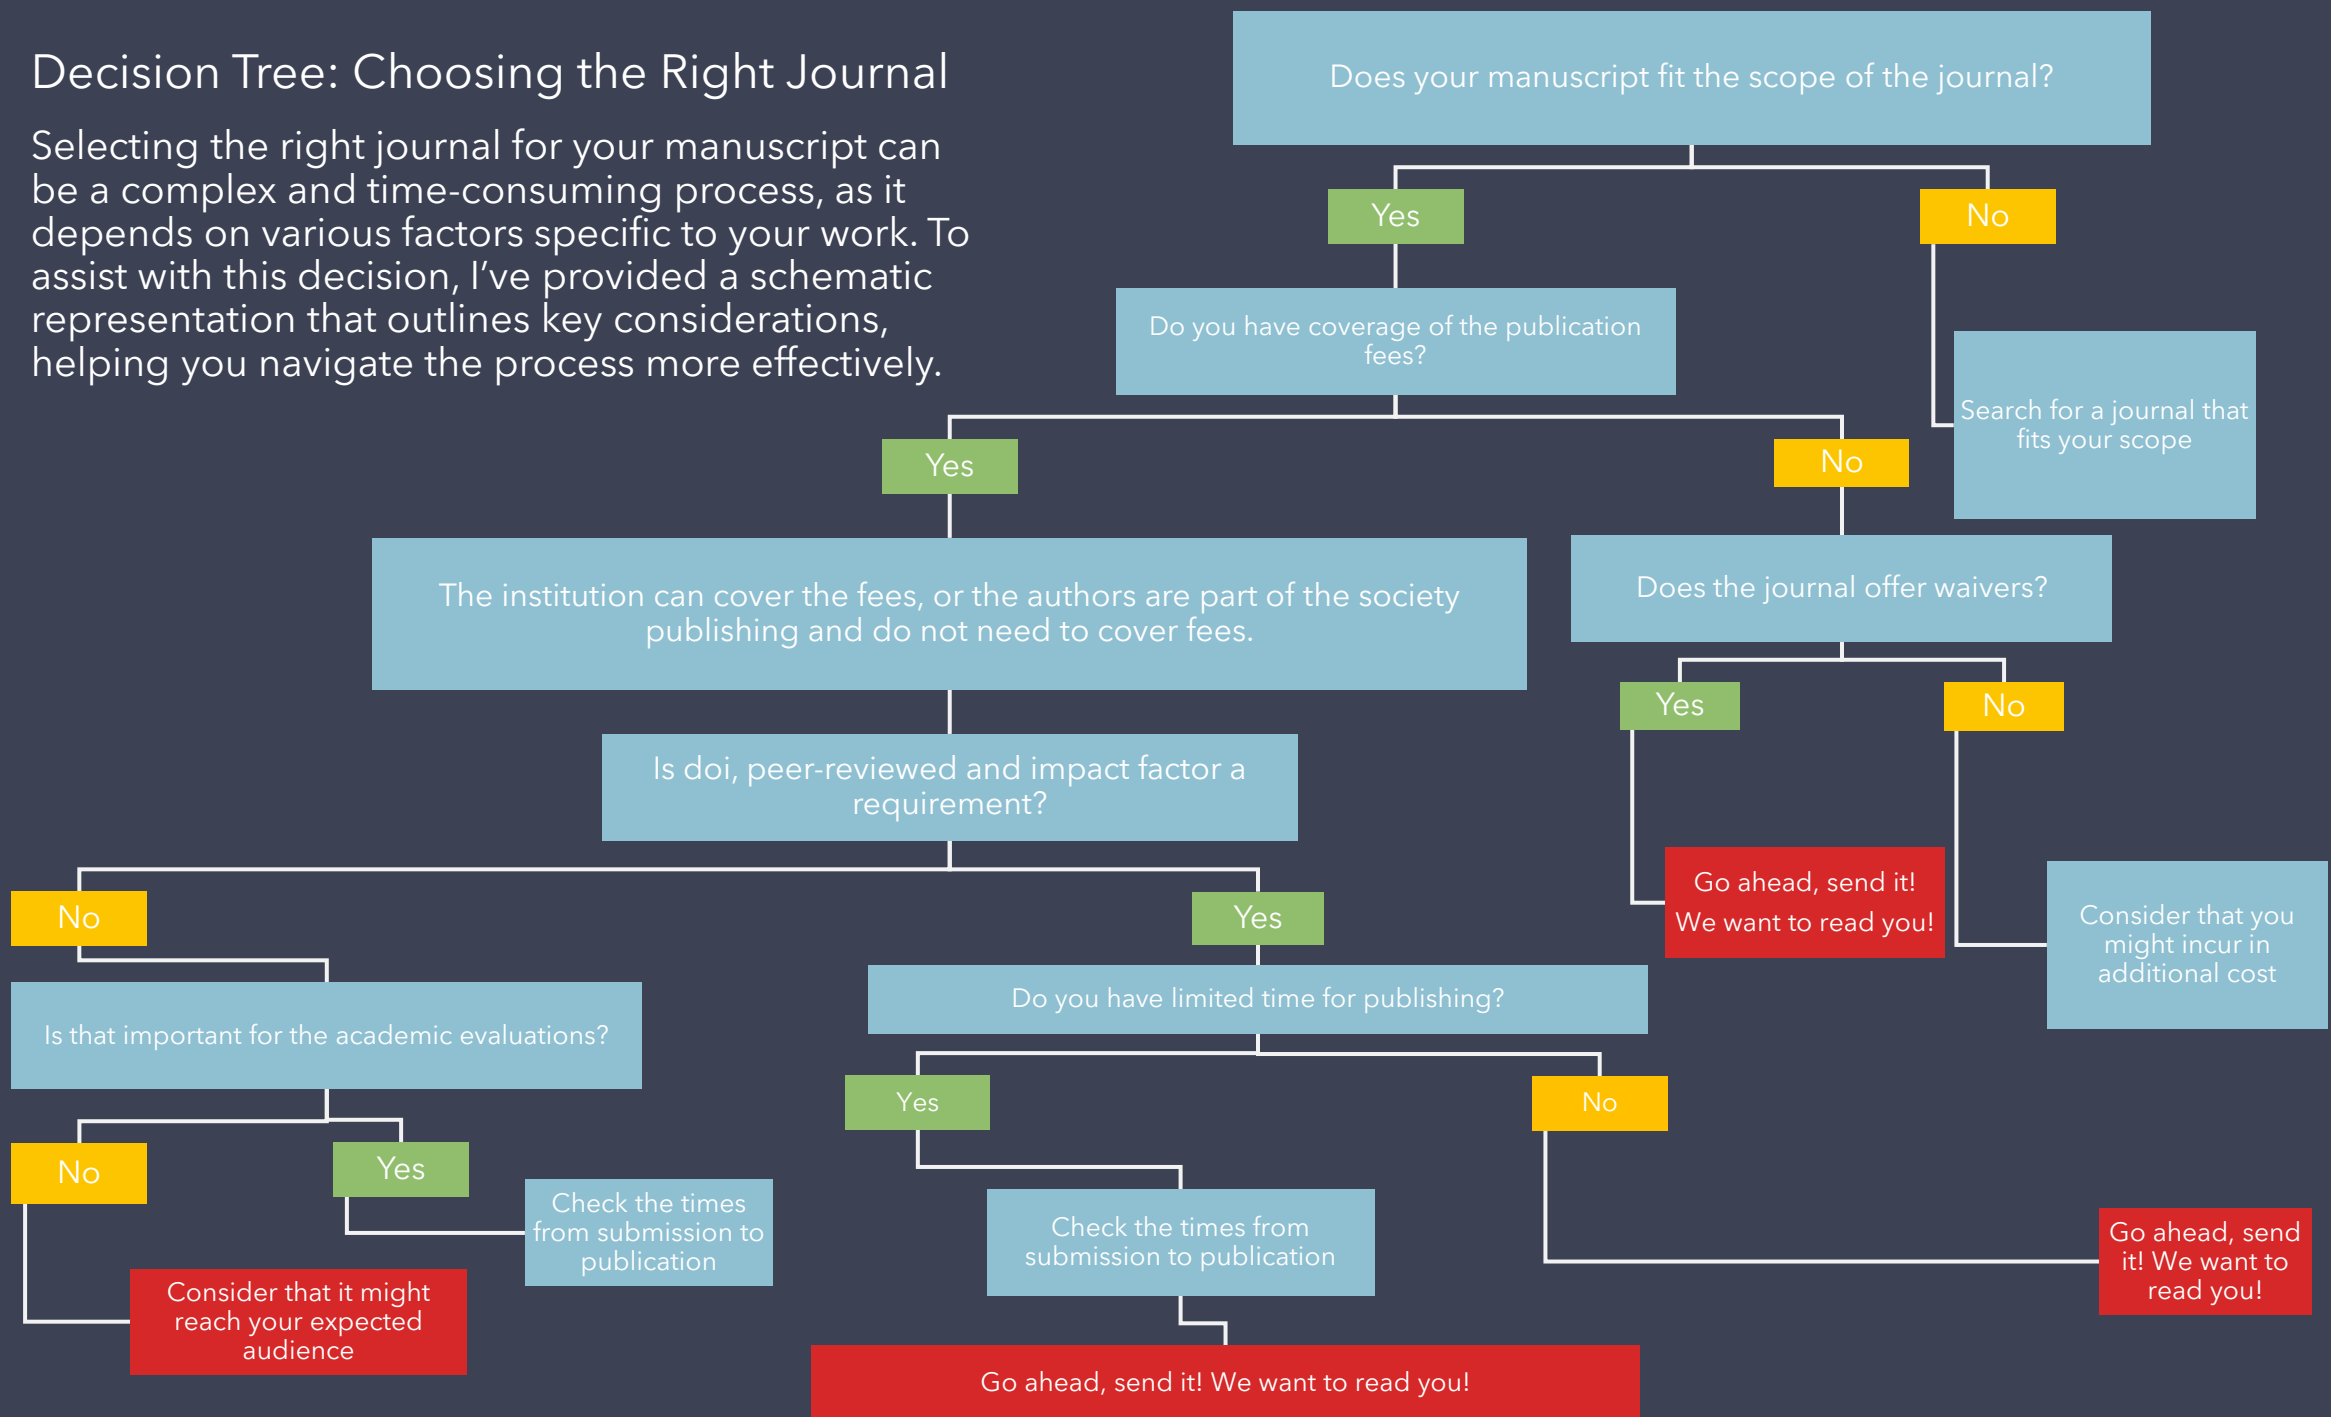 Decision Tree: Choosing the Right Journal
Selecting the right journal for your manuscript can
be a complex and time-consuming process, as it
depends on various factors specific to your work. To
assist with this decision, I’ve provided a schematic
representation that outlines key considerations,
helping you navigate the process more effectively.
Does your manuscript fit the scope of the journal?
Yes
No
Do you have coverage of the publication
fees?
Search for a journal that
fits your scope
Yes
No
The institution can cover the fees, or the authors are part of the society
publishing and do not need to cover fees.
Does the journal offer waivers?
Yes
No
Is doi, peer-reviewed and impact factor a
requirement?
Go ahead, send it!
We want to read you!
Consider that you
might incur in
additional cost
No
Yes
Is that important for the academic evaluations?
Do you have limited time for publishing?
Yes
No
No
Yes
Check the times
from submission to
publication
Check the times from
submission to publication
Go ahead, send
it! We want to
read you!
Consider that it might
reach your expected
audience
Go ahead, send it! We want to read you!